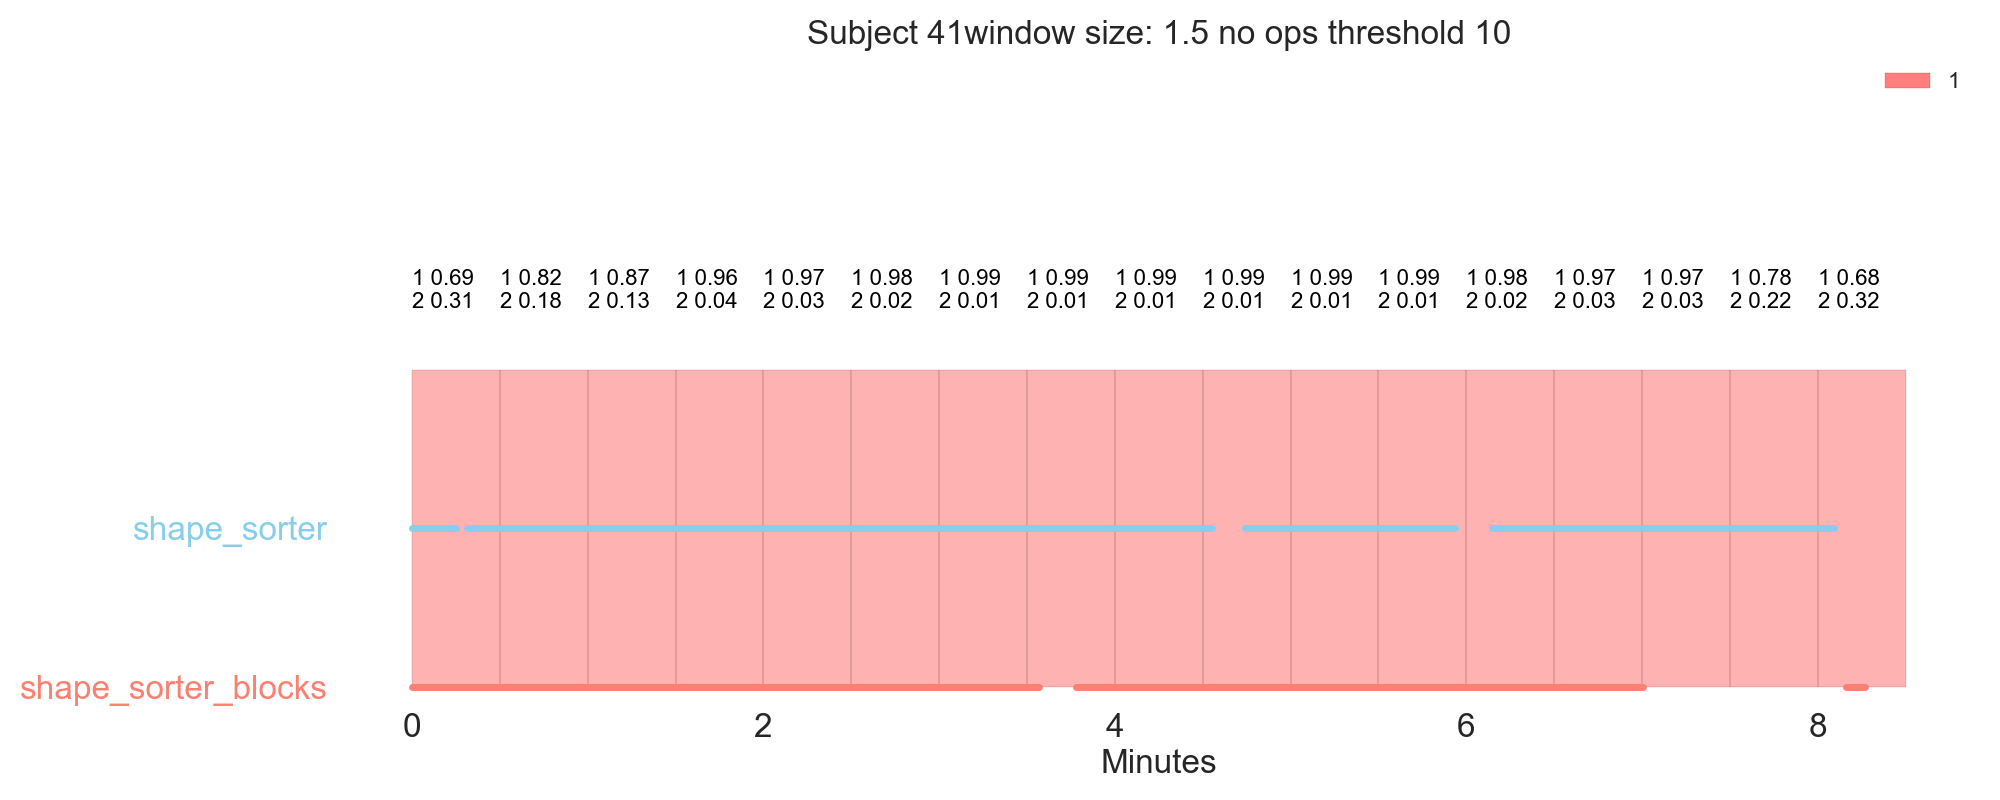 Subject 41window size: 1.5 no ops threshold 10
1
1 0.69 1 0.82 1 0.87 1 0.96 1 0.97 1 0.98 1 0.99 1 0.99 1 0.99 1 0.99 1 0.99 1 0.99 1 0.98 1 0.97 1 0.97 1 0.78 1 0.68
2 0.31 2 0.18 2 0.13 2 0.04 2 0.03 2 0.02 2 0.01 2 0.01 2 0.01 2 0.01 2 0.01 2 0.01 2 0.02 2 0.03 2 0.03 2 0.22 2 0.32
shape_sorter
shape_sorter_blocks
0 2 4 6 8
Minutes